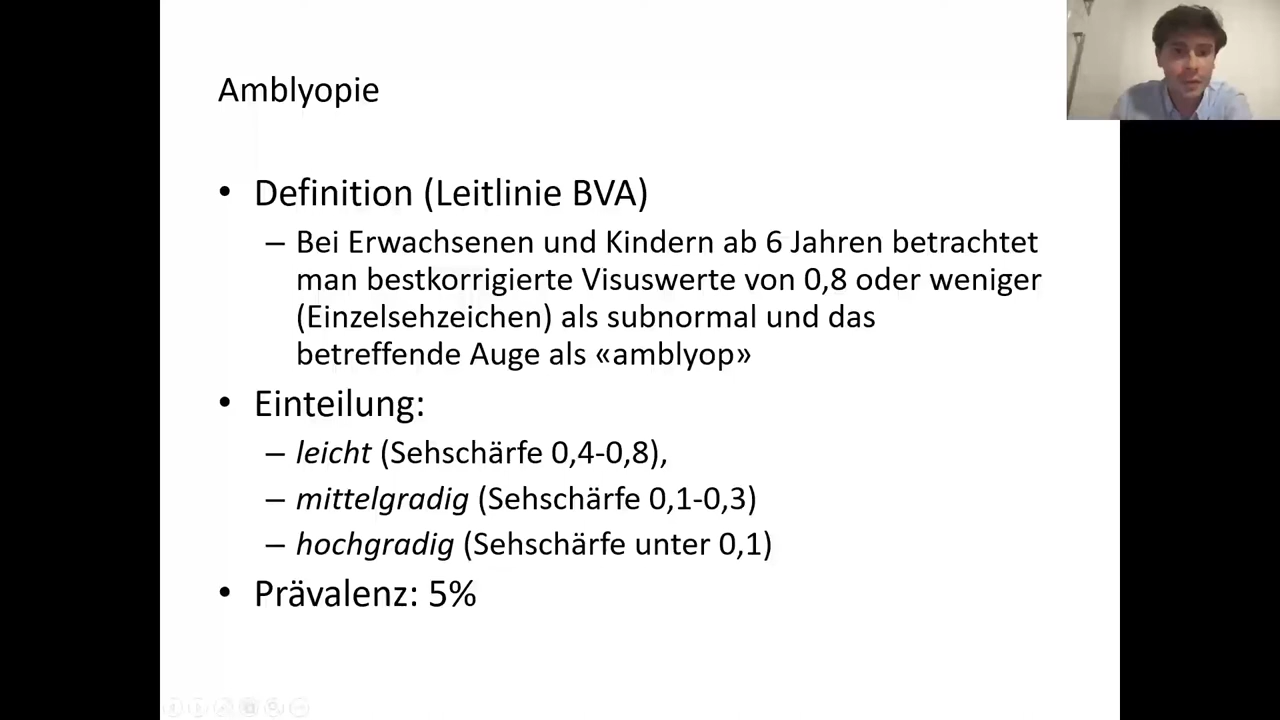 Amblyopie
• Definition (Leitlinie BVA)
– Bei Erwachsenen und Kindern ab 6 Jahren betrachtet
man bestkorrigierte Visuswerte von 0,8 oder weniger
(Einzelsehzeichen) als subnormal und das
betreffende Auge als «amblyop»
• Einteilung:
– leicht (Sehschärfe 0,4-0,8),
– mittelgradig (Sehschärfe 0,1-0,3)
– hochgradig (Sehschärfe unter 0,1)
• Prävalenz: 5%